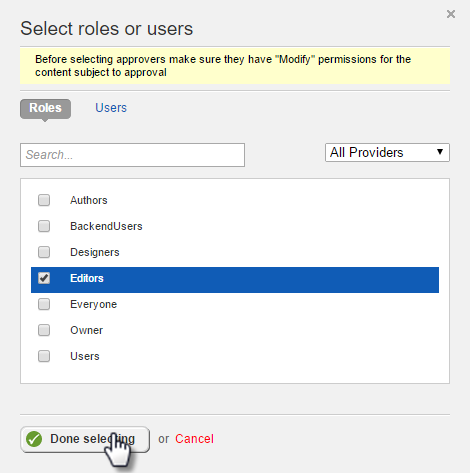 Select roles or users
Before selecting approvers make sure they have "Modify" permissions for the
content subject to approval
Roles Users
Search... All Providers
Authors
BackendUsers
Designers
Editors
Everyone
Owner
Users
Done selecting or Cancel